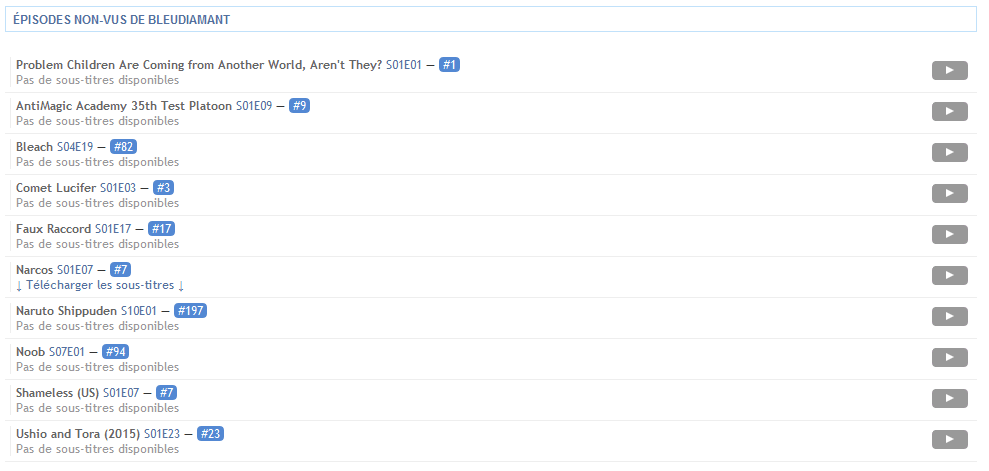 ÉPISODES NON-VUS DE BLEUDIAMANT
Problem Children Are Coming from Another World, Aren't They? S01E01 — #1
Pas de sous-titres disponibles
AntiMagic Academy 35th Test Platoon S01E09 — #9
Pas de sous-titres disponibles
Bleach S04E19 — #82
Pas de sous-titres disponibles
Comet Lucifer S01E03 — #3
Pas de sous-titres disponibles
Faux Raccord S01E17 — #17
Pas de sous-titres disponibles
Narcos S01E07 — #7
↓ Télécharger les sous-titres ↓
Naruto Shippuden S10E01 — #197
Pas de sous-titres disponibles
Noob S07E01 — #94
Pas de sous-titres disponibles
Shameless (US) S01E07 — #7
Pas de sous-titres disponibles
Ushio and Tora (2015) S01E23 — #23
Pas de sous-titres disponibles